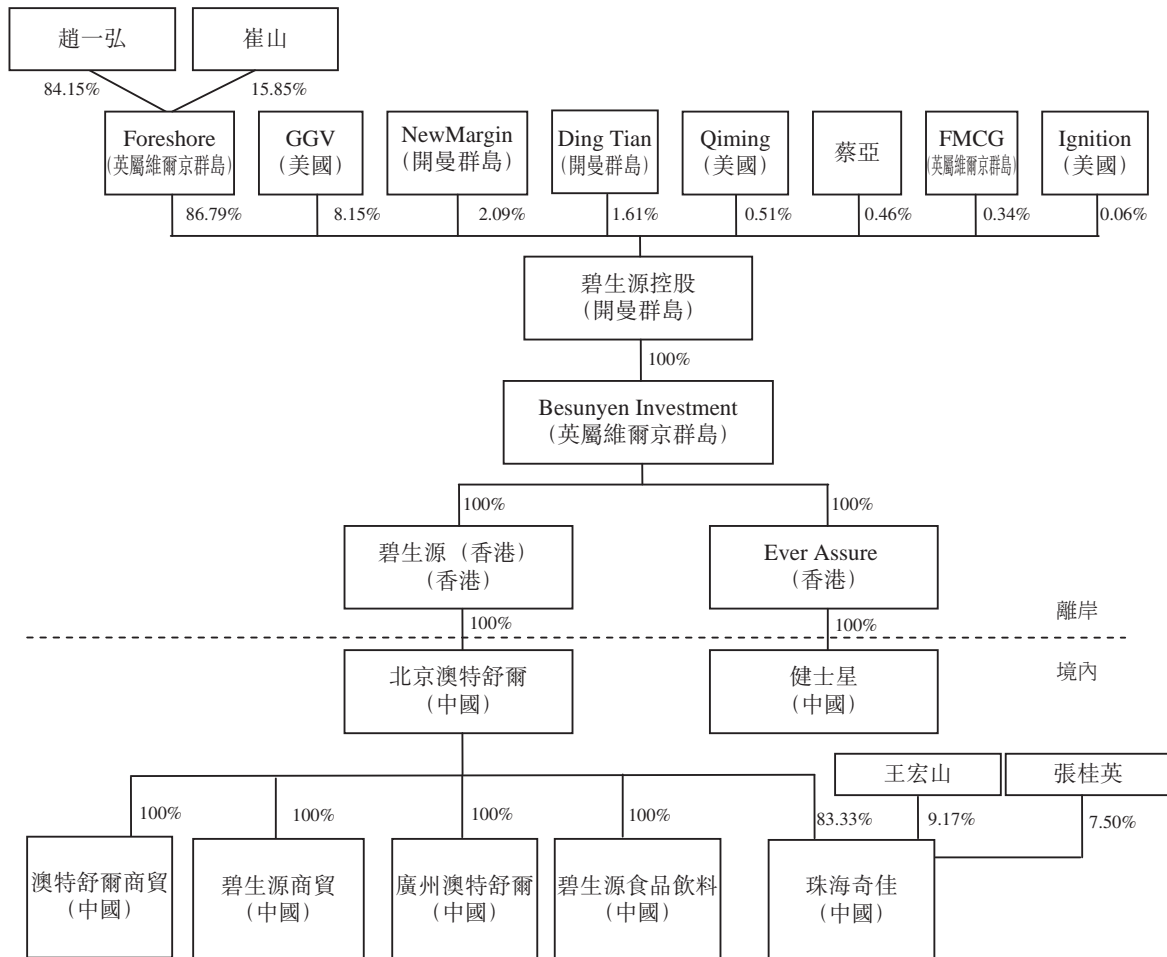 趙一弘
崔山
84.15%
15.85%
Foreshore
(英屬維爾京群島)
GGV
(美國)
NewMargin
(開曼群島)
Ding Tian
(開曼群島)
Qiming
(美國)
蔡亞
FMCG
(英屬維爾京群島)
Ignition
(美國)
86.79%
8.15%
2.09%
1.61%
0.51%
0.46%
0.34%
0.06%
碧生源控股
(開曼群島)
100%
Besunyen Investment
(英屬維爾京群島)
100%
100%
碧生源（香港）
(香港)
Ever Assure
(香港)
離岸
100%
100%
境內
北京澳特舒爾
(中國)
健士星
(中國)
王宏山
張桂英
100%
100%
100%
100%
83.33%
9.17%
7.50%
澳特舒爾商貿
(中國)
碧生源商貿
(中國)
廣州澳特舒爾
(中國)
碧生源食品飲料
(中國)
珠海奇佳
(中國)